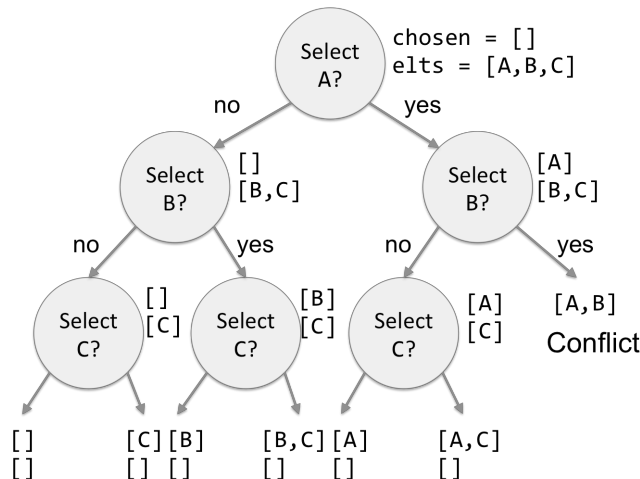 Select
A?
chosen = []
elts = [A,B,C]
no
yes
Select
B?
[]
[B,C]
Select
B?
[A]
[B,C]
no
yes
no
yes
Select
C?
[]
[C]
Select
C?
[B]
[C]
Select
C?
[A]
[C]
[A,B]
Conflict
[]
[]
[C]
[]
[B]
[]
[B,C]
[]
[A]
[]
[A,C]
[]